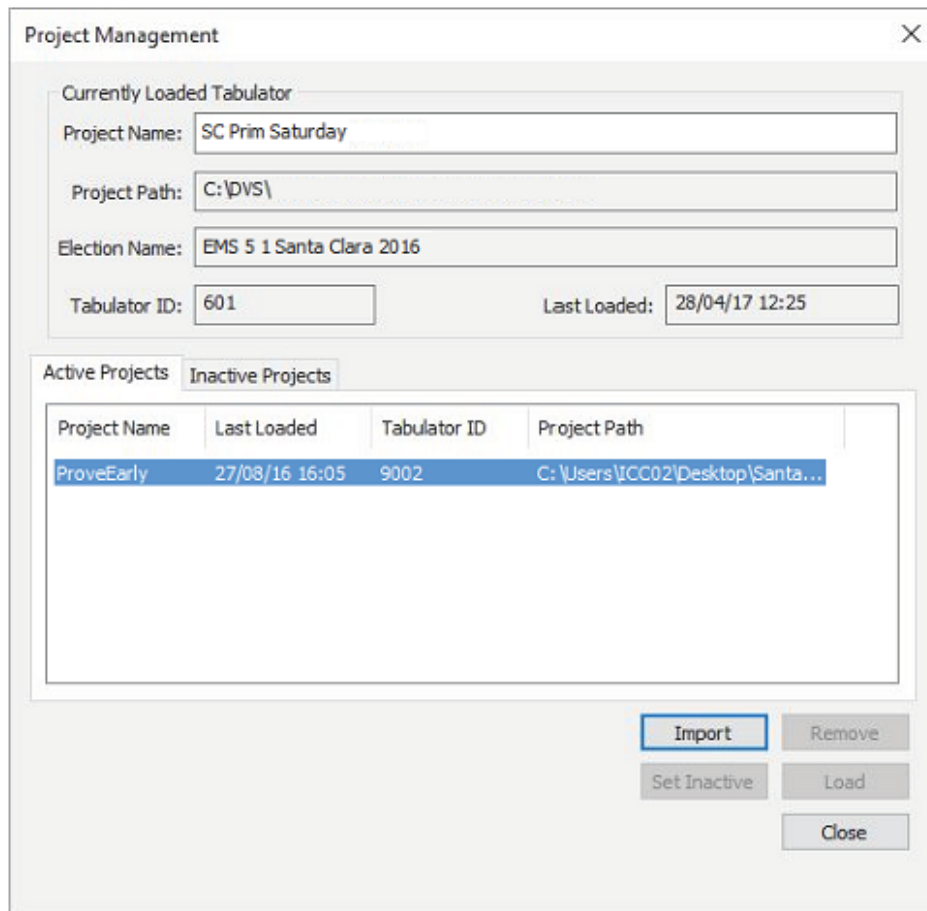 Project Management
Currently Loaded Tabulator
Project Name: SC Prim Saturday
Project Path: C:\DVS\
Election Name: EMS 5 1 Santa Clara 2016
Tabulator ID: 601 Last Loaded: 28/04/17 12:25
Active Projects Inactive Projects
Project Name Last Loaded Tabulator ID Project Path
ProveEarly 27/08/16 16:05 9002 C:\Users\ICC02\Desktop\Santa...
Import Remove
Set Inactive Load
Close